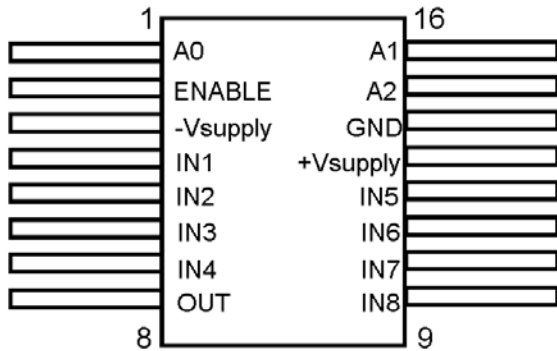 1 16
A0 A1
ENABLE A2
-Vsupply GND
IN1 +Vsupply
IN2 IN5
IN3 IN6
IN4 IN7
OUT IN8
8 9